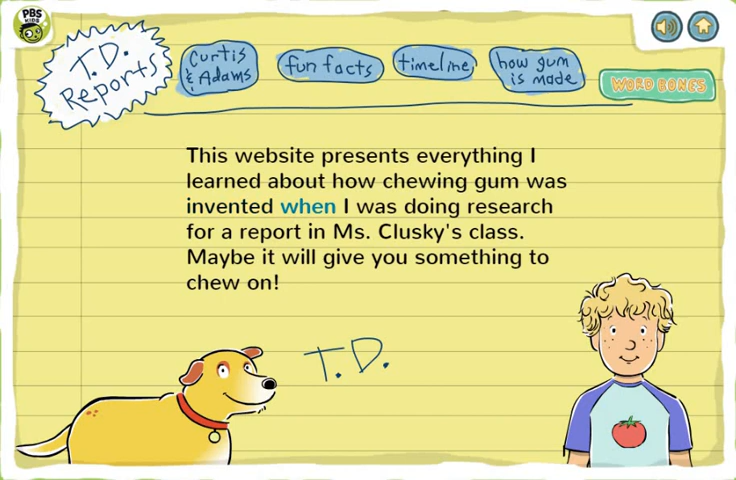 PBS
KIDS
T.D.
Reports
Curtis
& Adams
fun facts
timeline
how gum
is made
WORD BONES
This website presents everything I
learned about how chewing gum was
invented when I was doing research
for a report in Ms. Clusky's class.
Maybe it will give you something to
chew on!
T.D.